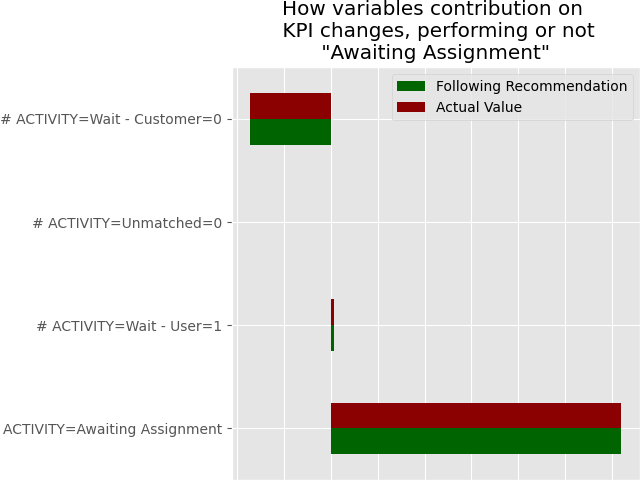 How variables contribution on
KPI changes, performing or not
"Awaiting Assignment"
Following Recommendation
Actual Value
# ACTIVITY=Wait - Customer=0
# ACTIVITY=Unmatched=0
# ACTIVITY=Wait - User=1
ACTIVITY=Awaiting Assignment